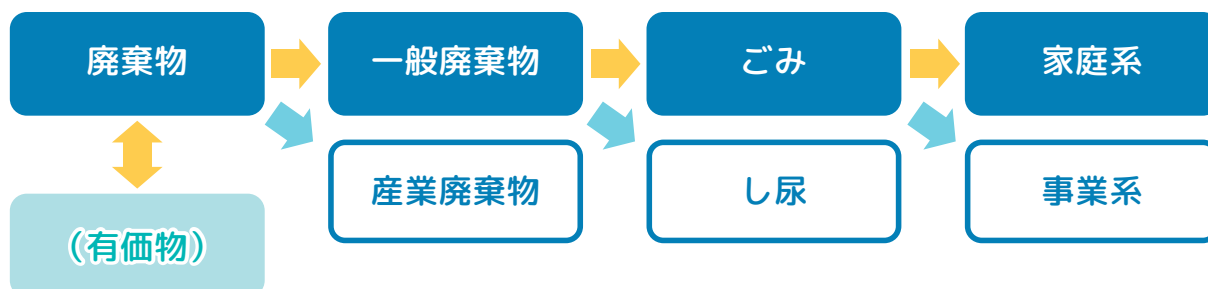 廃棄物
一般廃棄物
ごみ
家庭系
産業廃棄物
し尿
事業系
（有価物）